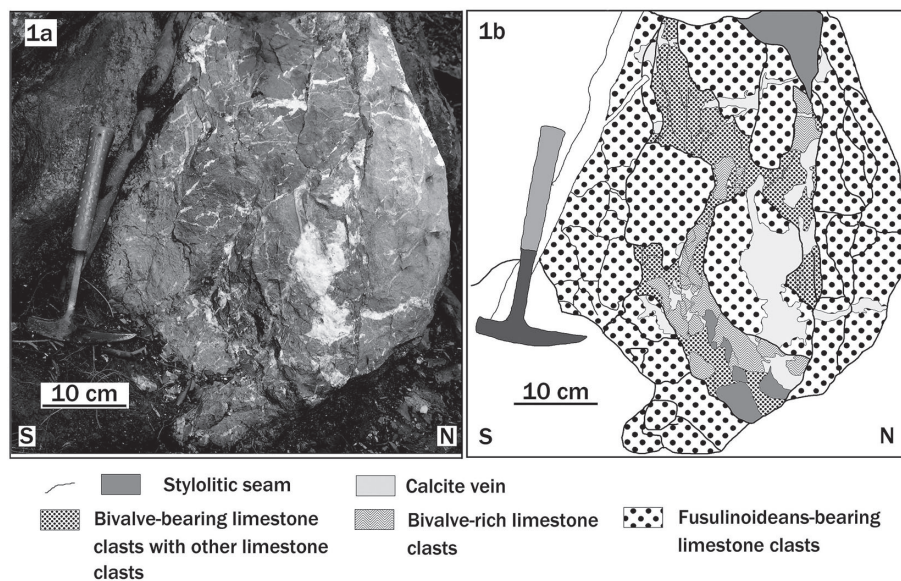 1a
10 cm
S
N
1b
10 cm
S
N
Stylolitic seam
Calcite vein
Bivalve-bearing limestone
clasts with other limestone
clasts
Bivalve-rich limestone
clasts
Fusulinoideans-bearing
limestone clasts